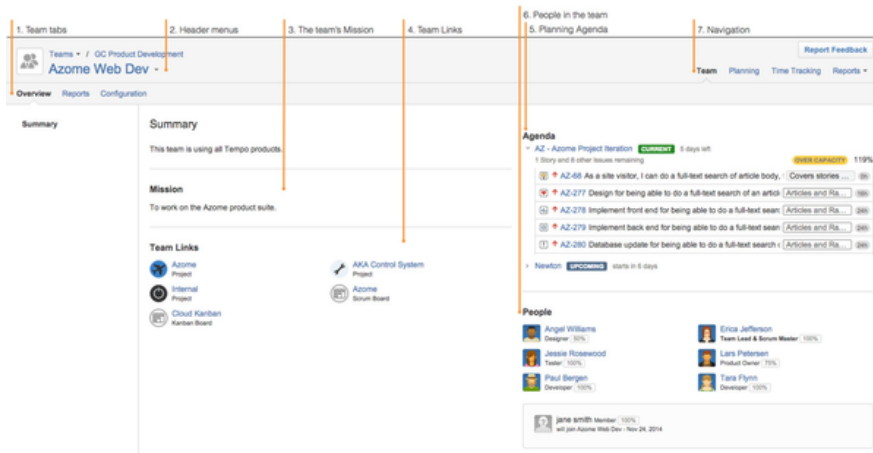 6. People in the team
1. Team tabs
2. Header menus
3. The team's Mission
4. Team Links
5. Planning Agenda
7. Navigation
Report Feedback
Teams / GC Product Development
Azome Web Dev
Team Planning Time Tracking Reports
Overview Reports Configuration
Summary
Summary
This team is using all Tempo products.
Mission
To work on the Azome product suite.
Team Links
Azome
Project
AKA Control System
Project
Internal
Project
Azome
Scrum Board
Cloud Kanban
Kanban Board
Agenda
AZ - Azome Project Iteration CURRENT 5 days left
1 Story and 8 other Issues remaining OVER CAPACITY 119%
AZ-68 As a site visitor, I can do a full-text search of article body, Covers stories ... 0h
AZ-277 Design for being able to do a full-text search of an articl Articles and Ra... 16h
AZ-278 Implement front end for being able to do a full-text sear Articles and Ra... 24h
AZ-279 Implement back end for being able to do a full-text sear Articles and Ra... 24h
AZ-280 Database update for being able to do a full-text search Articles and Ra... 24h
Newton UPCOMING starts in 6 days
People
Angel Williams
Designer 50%
Erica Jefferson
Team Lead & Scrum Master 100%
Jessie Rosewood
Tester 100%
Lars Petersen
Product Owner 70%
Paul Bergen
Developer 100%
Tara Flynn
Developer 100%
jane smith Member 100%
will join Azome Web Dev - Nov 24, 2014